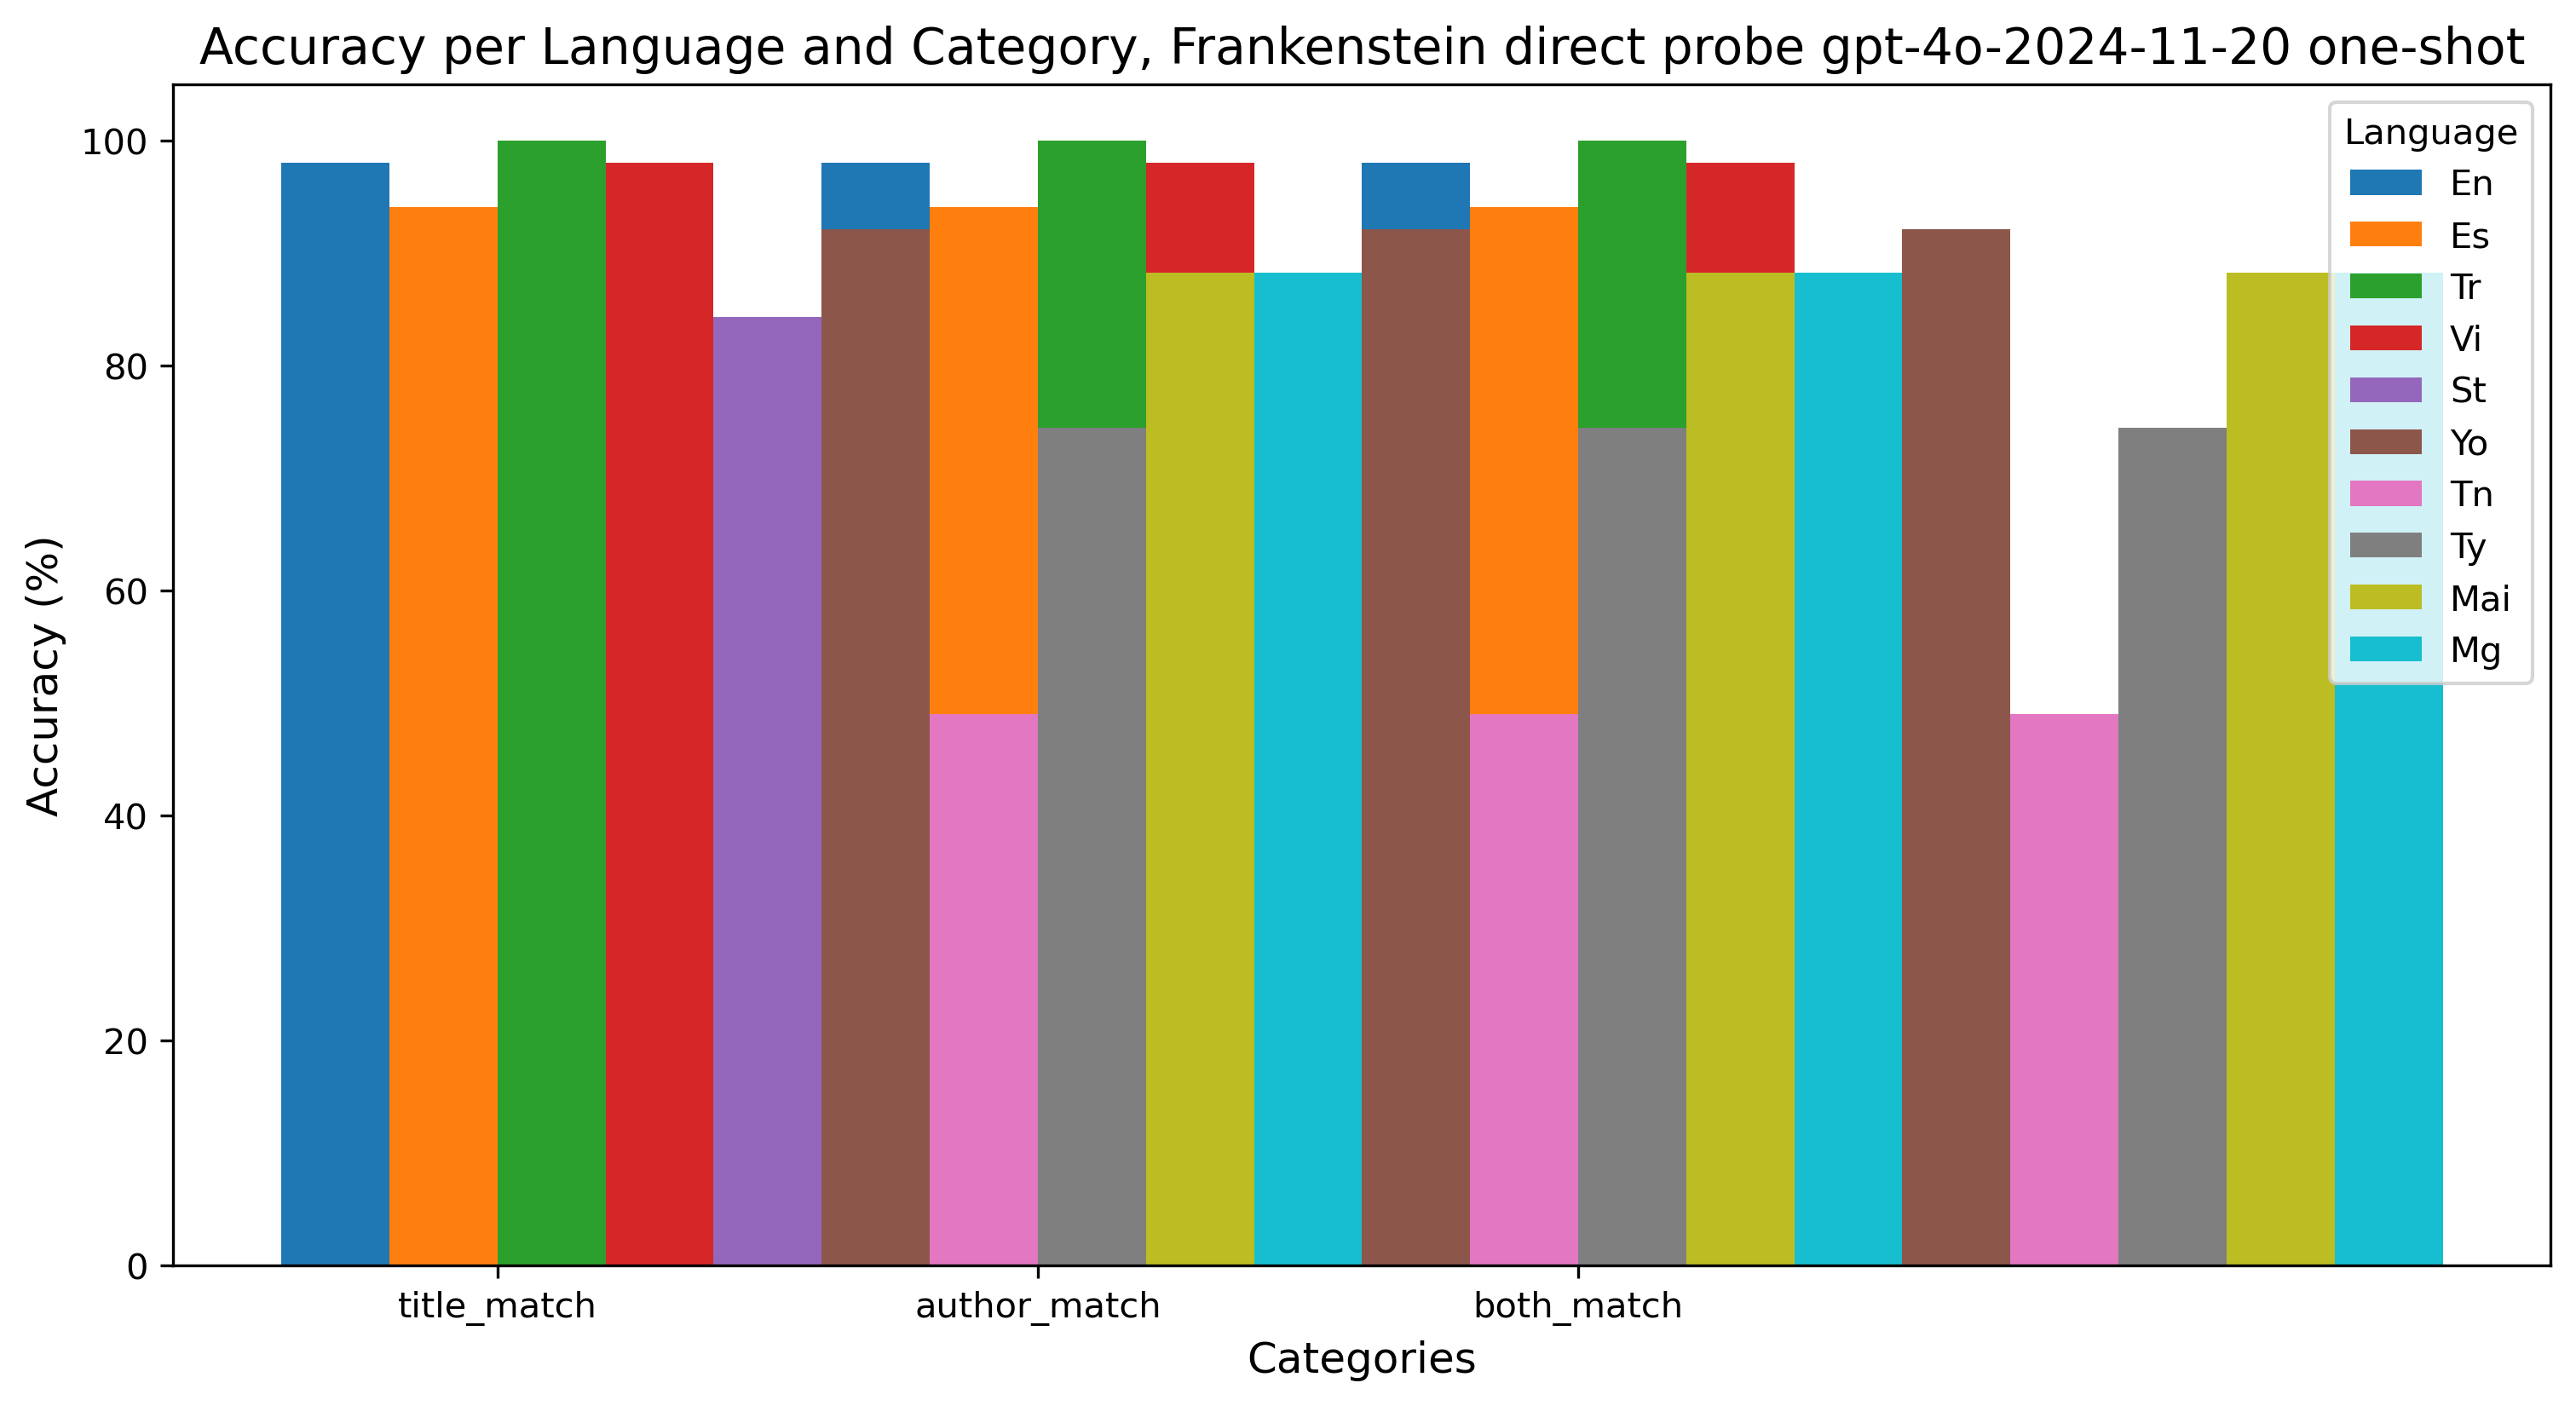 Accuracy per Language and Category, Frankenstein direct probe gpt-4o-2024-11-20 one-shot
Accuracy (%)
100
80
60
40
20
0
title_match
author_match
both_match
Categories
Language
En
Es
Tr
Vi
St
Yo
Tn
Ty
Mai
Mg